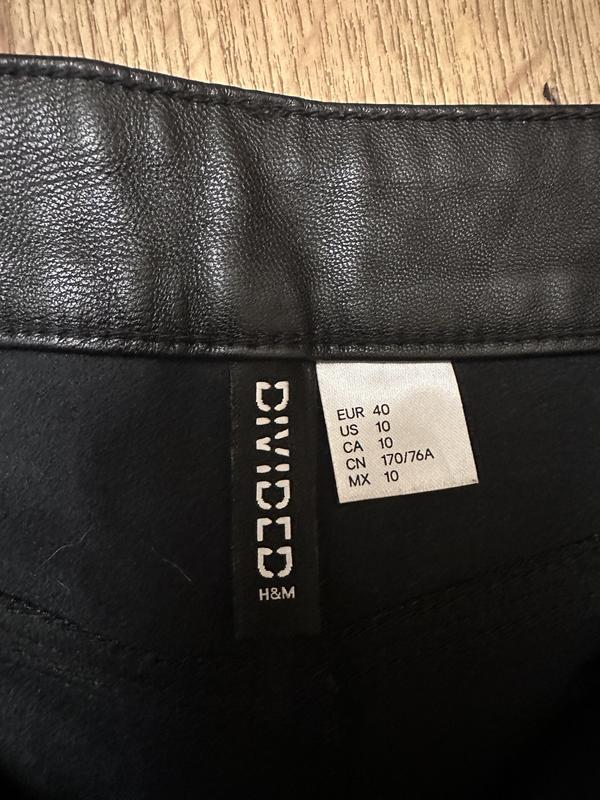 DIVIDED
H&M
EUR 40
US 10
CA 10
CN 170/76A
MX 10